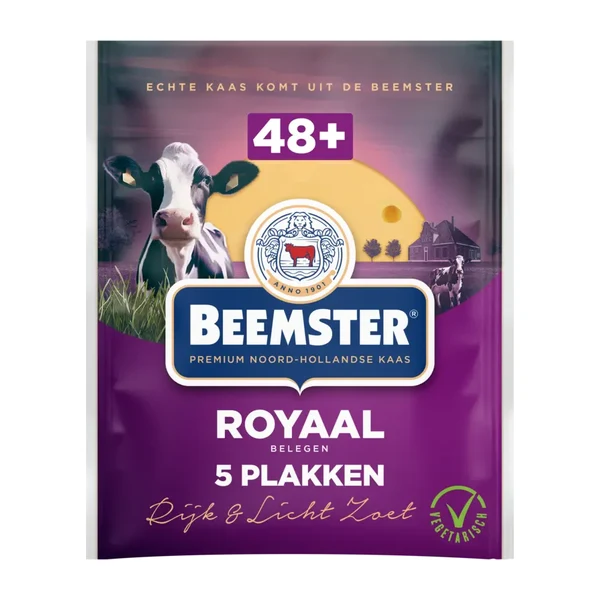 ECHTE KAAS KOMT UIT DE BEEMSTER
48+
ANNO 1901
BEEMSTER®
PREMIUM NOORD-HOLLANDSE KAAS
ROYAAL
BELEGEN
5 PLAKKEN
Rijk & Licht Zoet
VEGETARISCH